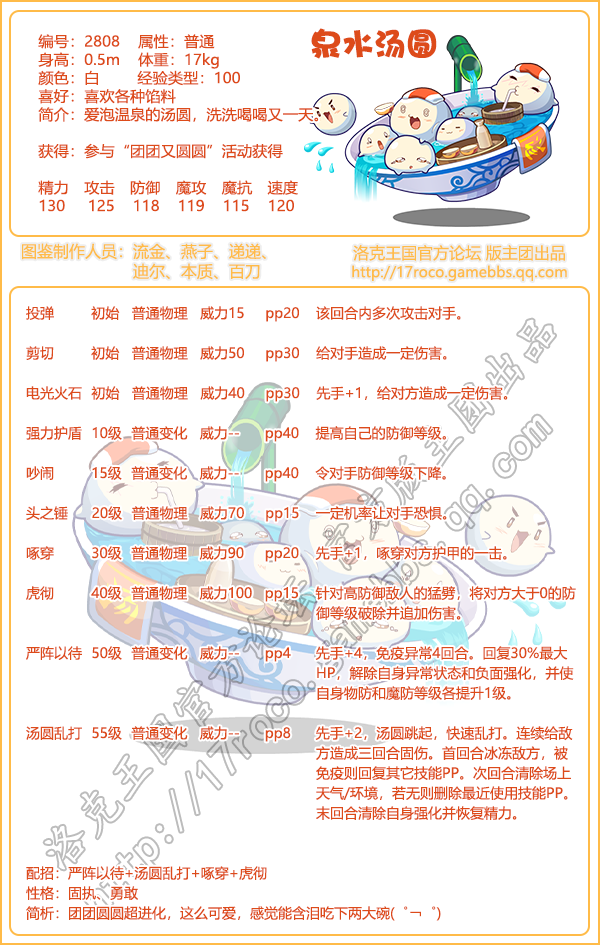 泉水汤圆
编号：2808 属性：普通
身高：0.5m 体重：17kg
颜色：白 经验类型：100
喜好：喜欢各种馅料
简介：爱泡温泉的汤圆，洗洗喝喝又一天。
获得：参与“团团又圆圆”活动获得
精力 攻击 防御 魔攻 魔抗 速度
130 125 118 119 115 120
图鉴制作人员：流金、燕子、递递、
迪尔、本质、百刀
洛克王国官方论坛 版主团出品
http://17roco.gamebbs.qq.com
投弹 初始 普通物理 威力15 pp20 该回合内多次攻击对手。
剪切 初始 普通物理 威力50 pp30 给对手造成一定伤害。
电光火石 初始 普通物理 威力40 pp30 先手+1，给对方造成一定伤害。
强力护盾 10级 普通变化 威力-- pp40 提高自己的防御等级。
吵闹 15级 普通变化 威力-- pp40 令对手防御等级下降。
头之锤 20级 普通物理 威力70 pp15 一定机率让对手恐惧。
啄穿 30级 普通物理 威力90 pp20 先手+1，啄穿对方护甲的一击。
虎彻 40级 普通物理 威力100 pp15 针对高防御敌人的猛劈，将对方大于0的防
御等级破除并追加伤害。
严阵以待 50级 普通变化 威力-- pp4 先手+4，免疫异常4回合。回复30%最大
HP，解除自身异常状态和负面强化，并使
自身物防和魔防等级各提升1级。
汤圆乱打 55级 普通变化 威力-- pp8 先手+2，汤圆跳起，快速乱打。连续给敌
方造成三回合固伤。首回合冰冻敌方，被
免疫则回复其它技能PP。次回合清除场上
天气/环境，若无则删除最近使用技能PP。
末回合清除自身强化并恢复精力。
配招：严阵以待+汤圆乱打+啄穿+虎彻
性格：固执、勇敢
简析：团团圆圆超进化，这么可爱，感觉能含泪吃下两大碗(゜¬゜)
洛克王国官方论坛 版主团出品
http://17roco.gamebbs.qq.com